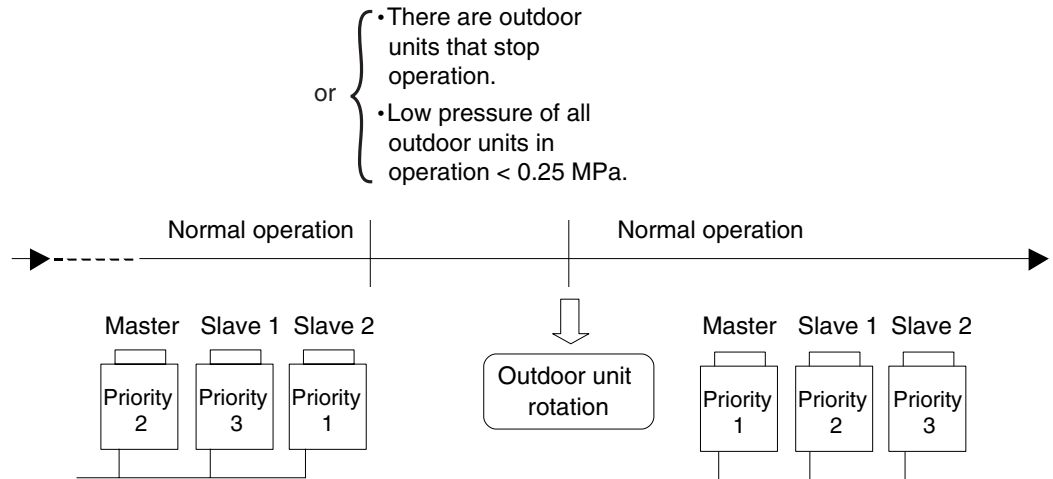 •There are outdoor
units that stop
operation.
or
•Low pressure of all
outdoor units in
operation < 0.25 MPa.
Normal operation
Normal operation
Master Slave 1 Slave 2
Priority 2
Priority 3
Priority 1
Outdoor unit
rotation
Master Slave 1 Slave 2
Priority 1
Priority 2
Priority 3